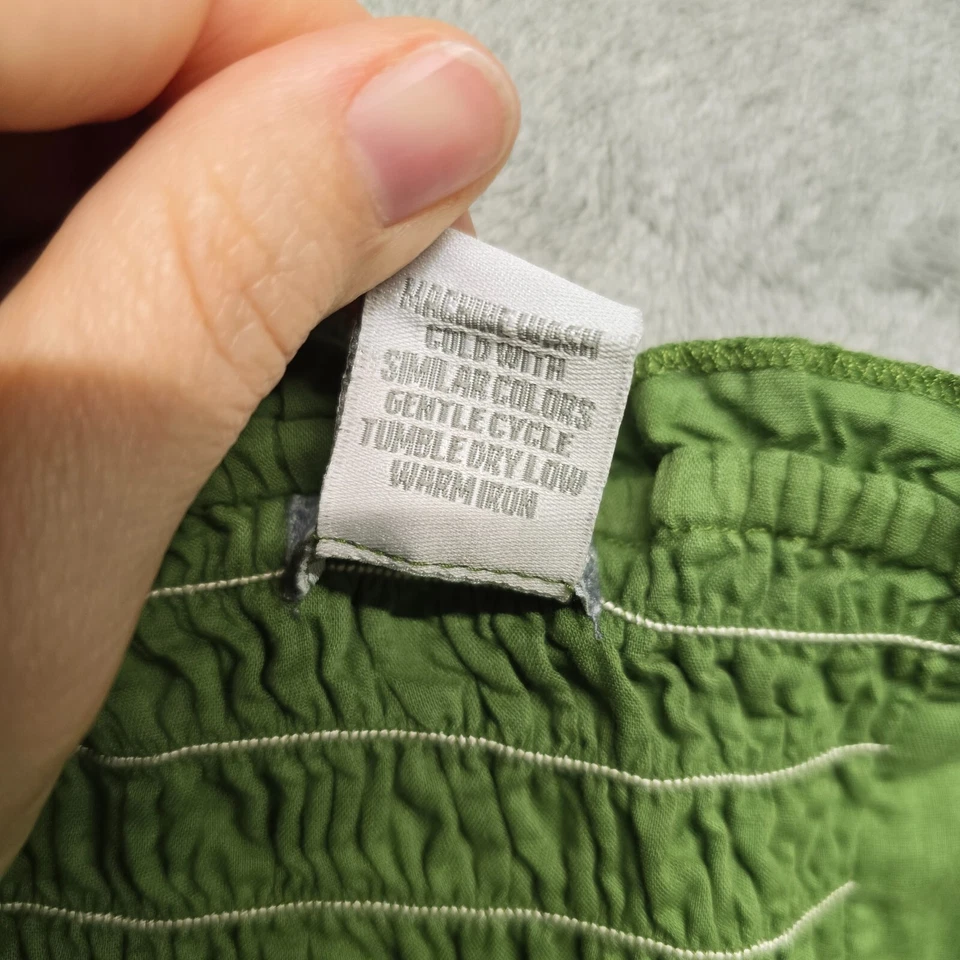 MACHINE WASH
COLD WITH
SIMILAR COLORS
GENTLE CYCLE
TUMBLE DRY LOW
WARM IRON